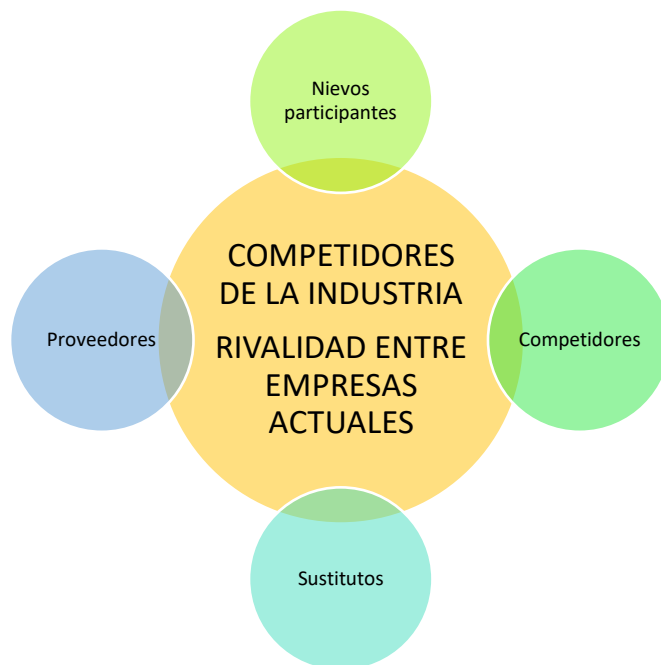 Nievos
participantes
COMPETIDORES
DE LA INDUSTRIA
RIVALIDAD ENTRE
EMPRESAS
ACTUALES
Proveedores
Competidores
Sustitutos